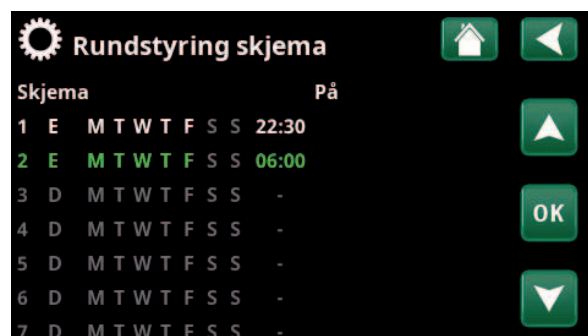 Rundstyring skjema
Skjema På
1 E M T W T F S S 22:30
2 E M T W T F S S 06:00
3 D M T W T F S S -
4 D M T W T F S S -
OK
5 D M T W T F S S -
6 D M T W T F S S -
7 D M T W T F S S -